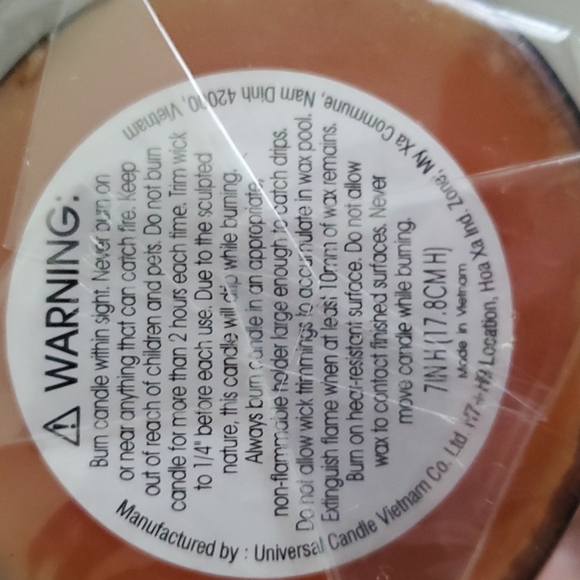 ⚠ WARNING:
Burn candle within sight. Never burn on
or near anything that can catch fire. Keep
out of reach of children and pets. Do not burn
candle for more than 2 hours each time. Trim wick
to 1/4" before each use. Due to the sculpted
nature, this candle will drip while burning.
Always burn candle in an appropriate,
non-flammable holder large enough to catch drips.
Do not allow wick trimmings to accumulate in wax pool.
Extinguish flame when at least 10mm of wax remains.
Burn on heat-resistant surface. Do not allow
wax to contact finished surfaces. Never
move candle while burning.
7IN H(17.8CM H)
Made in Vietnam
Manufactured by : Universal Candle Vietnam Co. Ltd. H9 Location, Hoa Xa Ind. Zone, My Xa Commune, Nam Dinh Vietnam